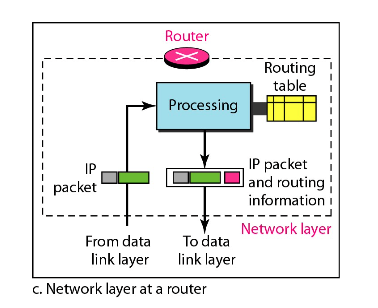 Router
Routing
table
Processing
IP
packet
IP packet
and routing
information
Network layer
From data
link layer
To data
link layer
c. Network layer at a router